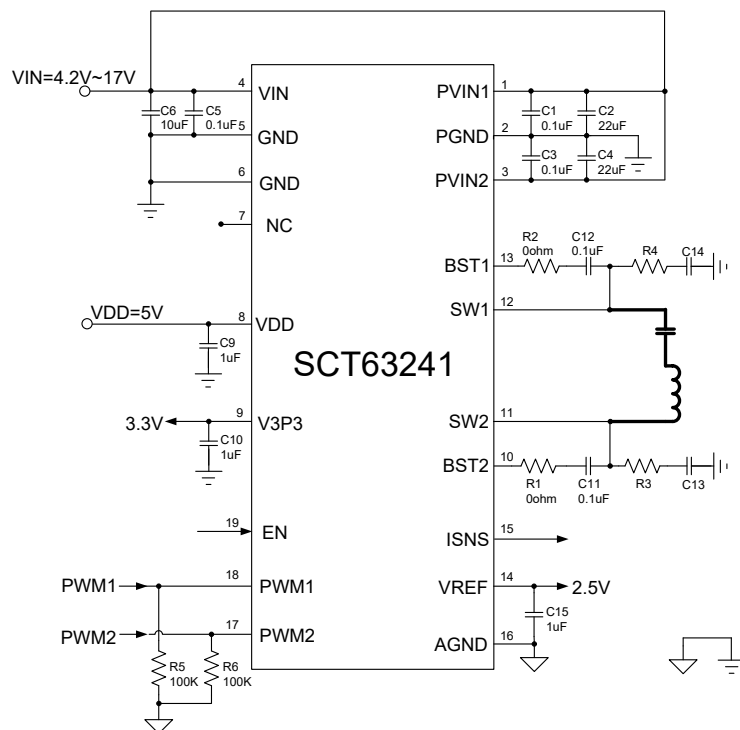 VIN=4.2V~17V
4
VIN
C6
10uF
C5
0.1uF
5
GND
6
GND
7
NC
VDD=5V
8
VDD
C9
1uF
3.3V
9
V3P3
C10
1uF
19
EN
PWM1
18
PWM1
PWM2
17
PWM2
R5
100K
R6
100K
SCT63241
PVIN1
1
C1
0.1uF
C2
22uF
PGND
2
C3
0.1uF
C4
22uF
PVIN2
3
BST1
13
R2
0ohm
C12
0.1uF
R4
C14
SW1
12
SW2
11
BST2
10
R1
0ohm
C11
0.1uF
R3
C13
ISNS
15
VREF
14
2.5V
C15
1uF
AGND
16